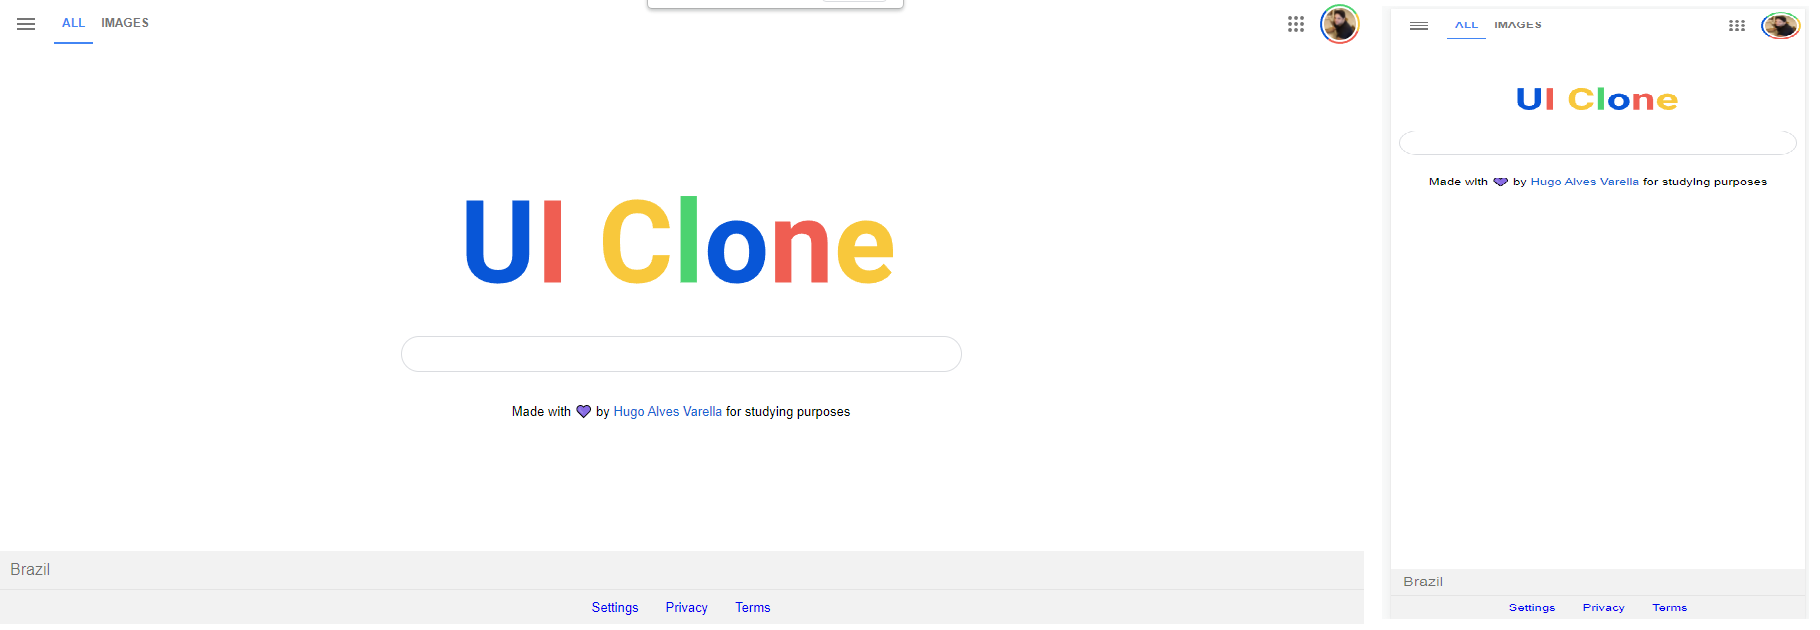 ALL IMAGES
UI Clone
Made with by Hugo Alves Varella for studying purposes
Brazil
Settings Privacy Terms
ALL IMAGES
UI Clone
Made with by Hugo Alves Varella for studying purposes
Brazil
Settings Privacy Terms